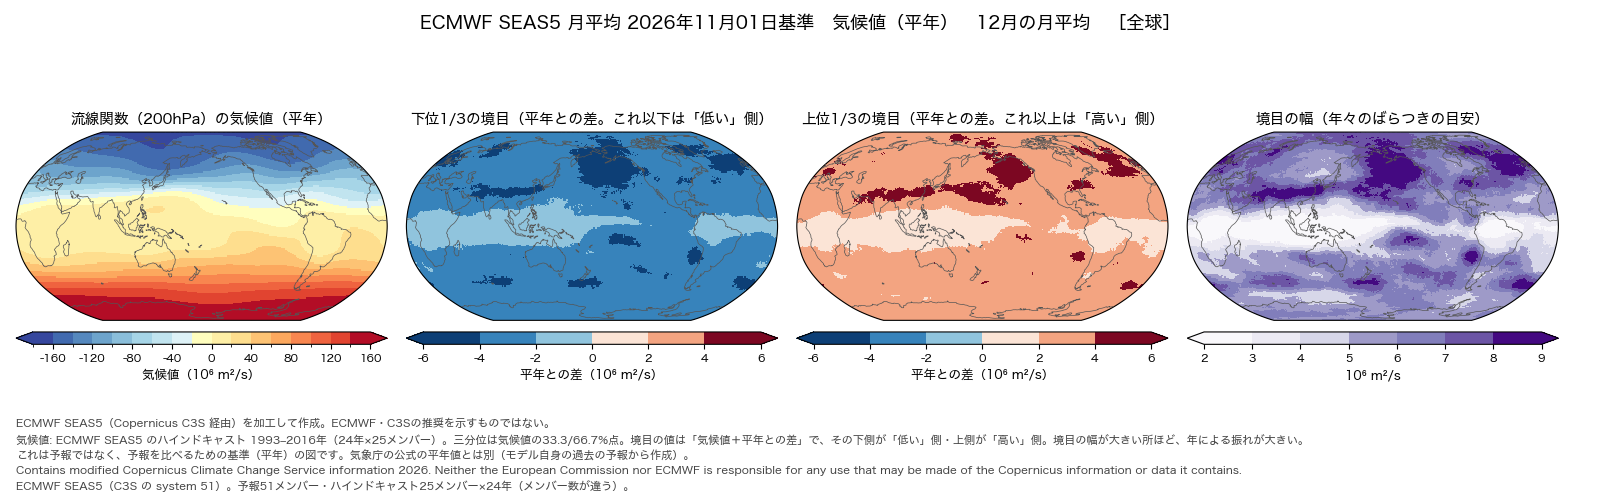 ECMWF SEAS5 月平均 2026年11月01日基準　気候値（平年）　12月の月平均　［全球］
流線関数（200hPa）の気候値（平年）
下位1/3の境目（平年との差。これ以下は「低い」側）
上位1/3の境目（平年との差。これ以上は「高い」側）
境目の幅（年々のばらつきの目安）
-160 -120 -80 -40 0 40 80 120 160
-6 -4 -2 0 2 4 6
-6 -4 -2 0 2 4 6
2 3 4 5 6 7 8 9
気候値（10⁶ m²/s）
平年との差（10⁶ m²/s）
平年との差（10⁶ m²/s）
10⁶ m²/s
ECMWF SEAS5（Copernicus C3S 経由）を加工して作成。ECMWF・C3Sの推奨を示すものではない。
気候値: ECMWF SEAS5 のハインドキャスト 1993–2016年（24年×25メンバー）。三分位は気候値の33.3/66.7%点。境目の値は「気候値＋平年との差」で、その下側が「低い」側・上側が「高い」側。境目の幅が大きい所ほど、年による振れが大きい。
これは予報ではなく、予報を比べるための基準（平年）の図です。気象庁の公式の平年値とは別（モデル自身の過去の予報から作成）。
Contains modified Copernicus Climate Change Service information 2026. Neither the European Commission nor ECMWF is responsible for any use that may be made of the Copernicus information or data it contains.
ECMWF SEAS5（C3S の system 51）。予報51メンバー・ハインドキャスト25メンバー×24年（メンバー数が違う）。